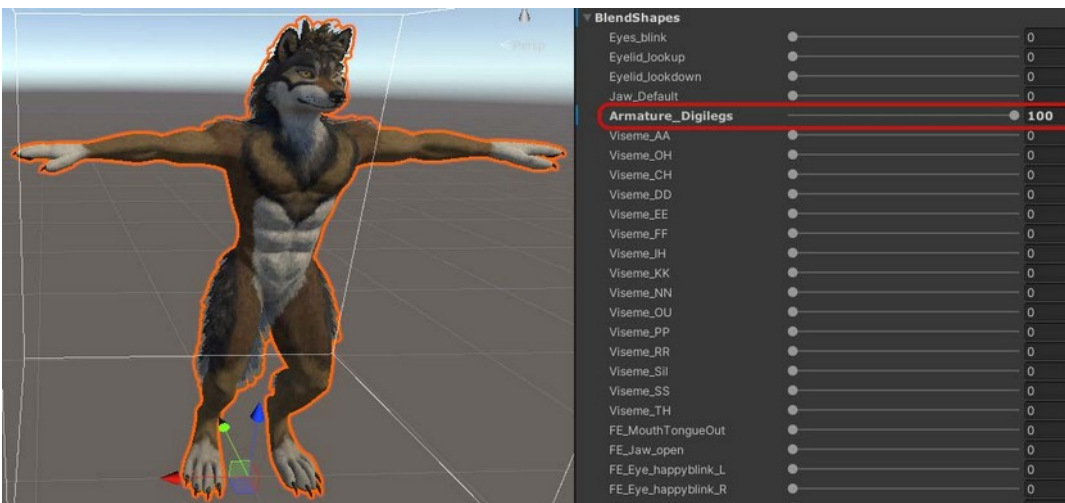 Persp
BlendShapes
Eyes_blink 0
Eyelid_lookup 0
Eyelid_lookdown 0
Jaw_Default 0
Armature_Digilegs 100
Viseme_AA 0
Viseme_OH 0
Viseme_CH 0
Viseme_DD 0
Viseme_EE 0
Viseme_FF 0
Viseme_IH 0
Viseme_KK 0
Viseme_NN 0
Viseme_OU 0
Viseme_PP 0
Viseme_RR 0
Viseme_Sil 0
Viseme_SS 0
Viseme_TH 0
FE_MouthTongueOut 0
FE_Jaw_open 0
FE_Eye_happyblink_L 0
FE_Eye_happyblink_R 0